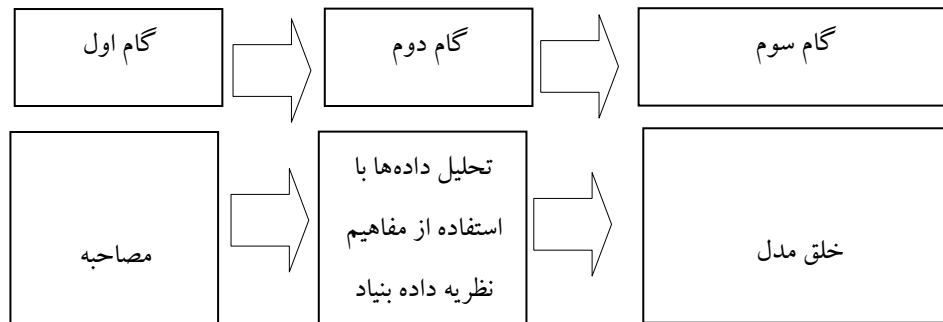 گام اول
گام دوم
گام سوم
مصاحبه
تحلیل داده‌ها با
استفاده از مفاهیم
نظریه داده بنیاد
خلق مدل